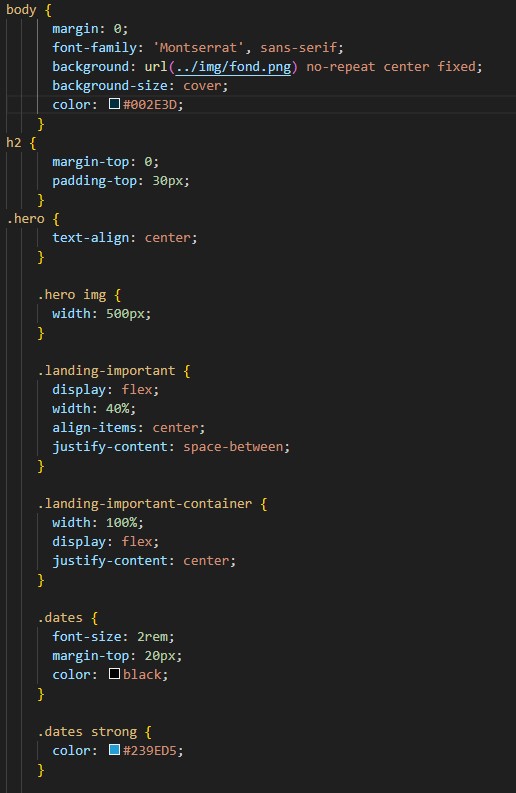 body {
margin: 0;
font-family: 'Montserrat', sans-serif;
background: url(../img/fond.png) no-repeat center fixed;
background-size: cover;
color: #002E3D;
}
h2 {
margin-top: 0;
padding-top: 30px;
}
.hero {
text-align: center;
}
.hero img {
width: 500px;
}
.landing-important {
display: flex;
width: 40%;
align-items: center;
justify-content: space-between;
}
.landing-important-container {
width: 100%;
display: flex;
justify-content: center;
}
.dates {
font-size: 2rem;
margin-top: 20px;
color: black;
}
.dates strong {
color: #239ED5;
}